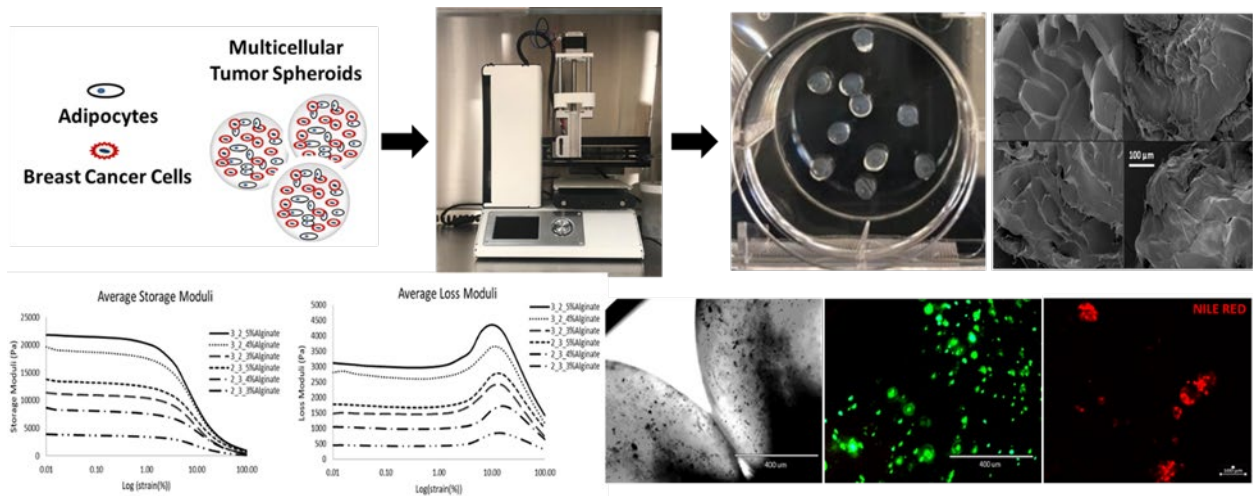 Multicellular
Tumor Spheroids
Adipocytes
Breast Cancer Cells
100 µm
Average Storage Moduli
Storage Moduli (Pa)
25000
20000
15000
10000
5000
0
0.01 0.10 1.00 10.00 100.00
Log (strain(%))
3_2_5%Alginate
3_2_4%Alginate
3_2_3%Alginate
2_3_5%Alginate
2_3_4%Alginate
2_3_3%Alginate
Average Loss Moduli
Loss Moduli (Pa)
5000
4500
4000
3500
3000
2500
2000
1500
1000
500
0
0.01 0.10 1.00 10.00 100.00
Log(strain(%))
3_2_5%Alginate
3_2_4%Alginate
3_2_3%Alginate
2_3_5%Alginate
2_3_4%Alginate
2_3_3%Alginate
400 um
400 um
NILE RED